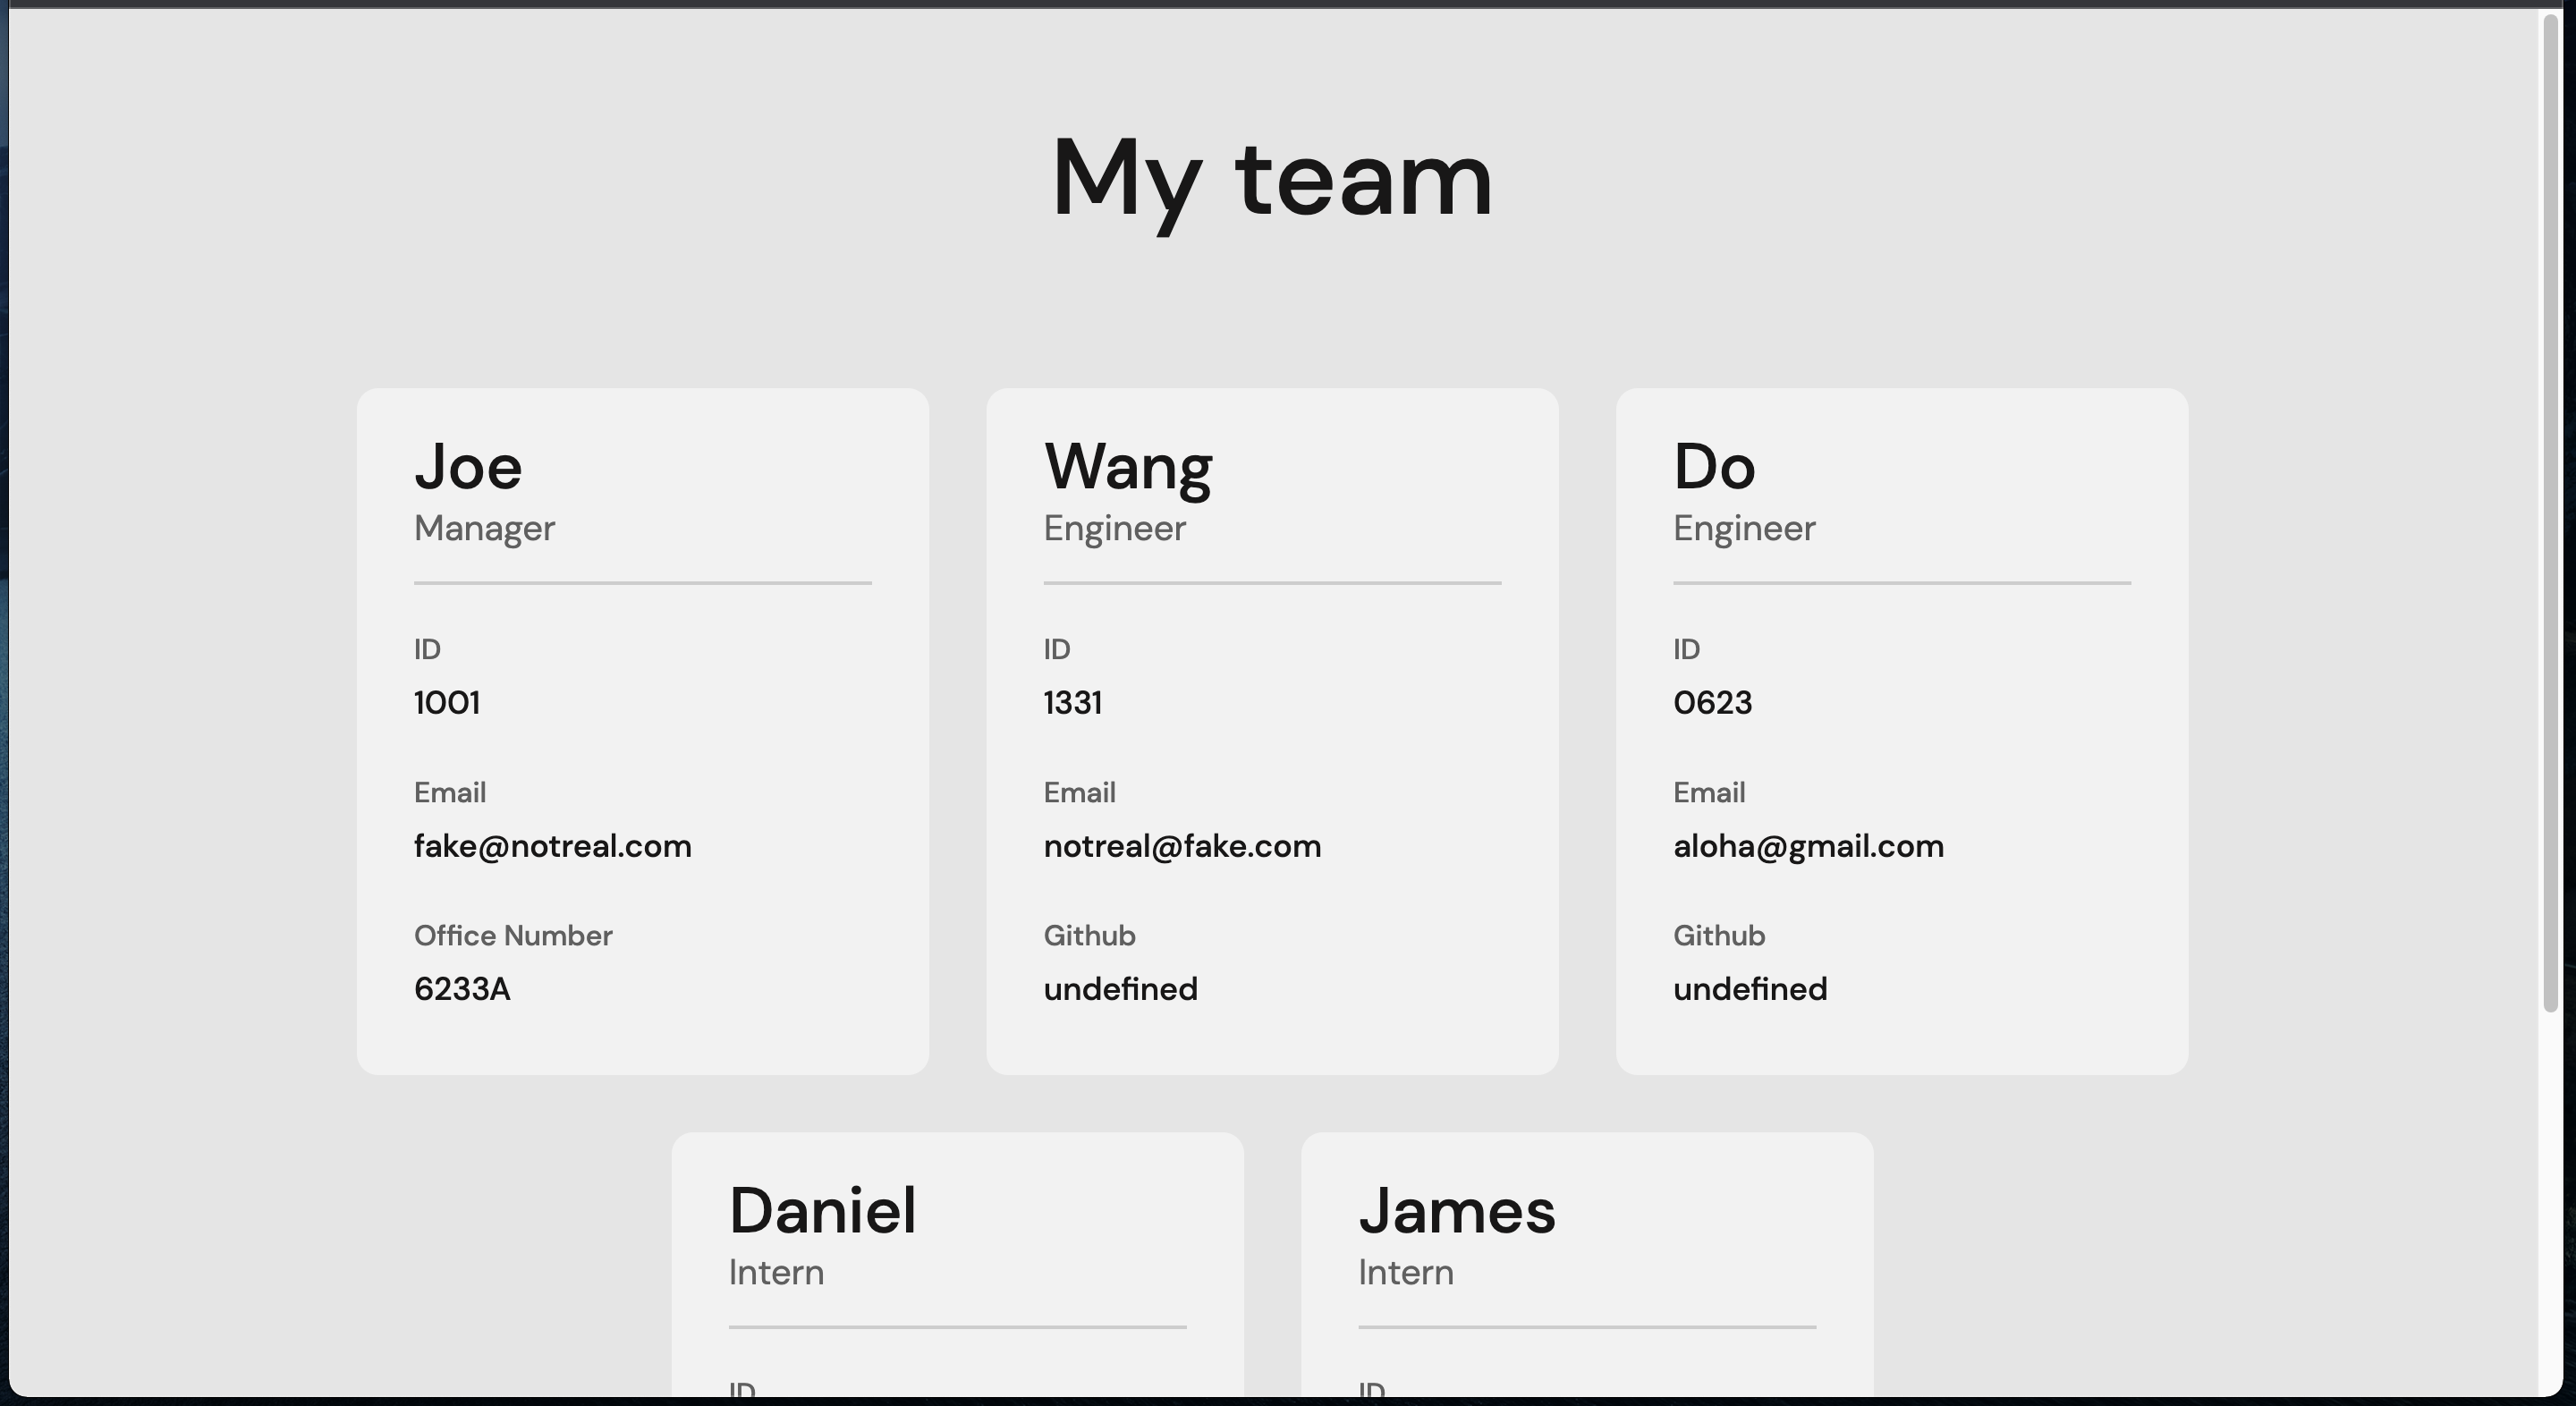 My team
Joe
Manager
ID
1001
Email
fake@notreal.com
Office Number
6233A
Wang
Engineer
ID
1331
Email
notreal@fake.com
Github
undefined
Do
Engineer
ID
0623
Email
aloha@gmail.com
Github
undefined
Daniel
Intern
ID
James
Intern
ID